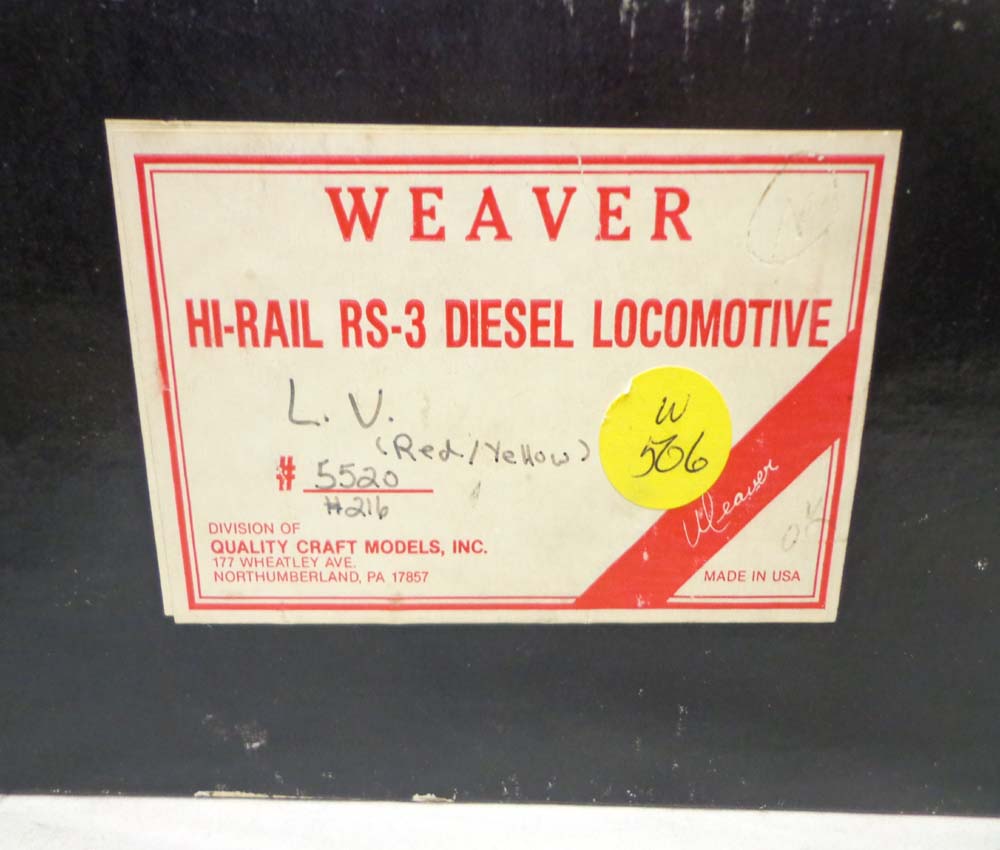 WEAVER
HI-RAIL RS-3 DIESEL LOCOMOTIVE
L. V.
(Red/Yellow)
# 5520
#216
W
506
Weaver
DIVISION OF
QUALITY CRAFT MODELS, INC.
177 WHEATLEY AVE.
NORTHUMBERLAND, PA 17857
OK
MADE IN USA